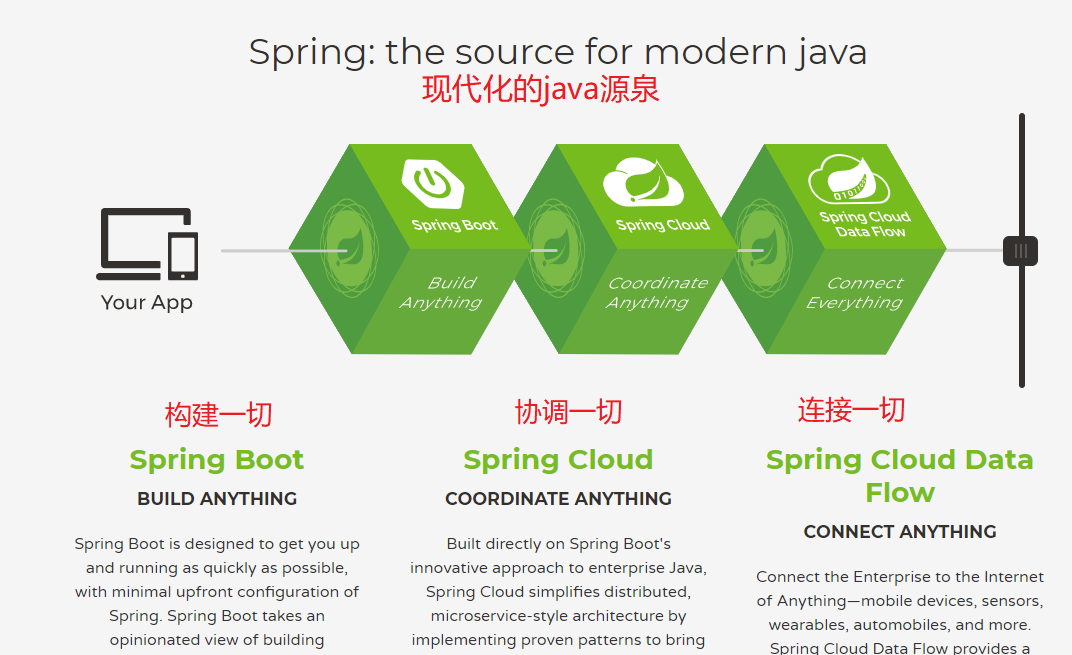 Spring: the source for modern java
现代化的java源泉
Your App
Spring Boot
Build
Anything
Spring Cloud
Coordinate
Anything
Spring Cloud
Data Flow
Connect
Everything
构建一切
Spring Boot
BUILD ANYTHING
Spring Boot is designed to get you up
and running as quickly as possible,
with minimal upfront configuration of
Spring. Spring Boot takes an
opinionated view of building
协调一切
Spring Cloud
COORDINATE ANYTHING
Built directly on Spring Boot's
innovative approach to enterprise Java,
Spring Cloud simplifies distributed,
microservice-style architecture by
implementing proven patterns to bring
连接一切
Spring Cloud Data
Flow
CONNECT ANYTHING
Connect the Enterprise to the Internet
of Anything—mobile devices, sensors,
wearables, automobiles, and more.
Spring Cloud Data Flow provides a